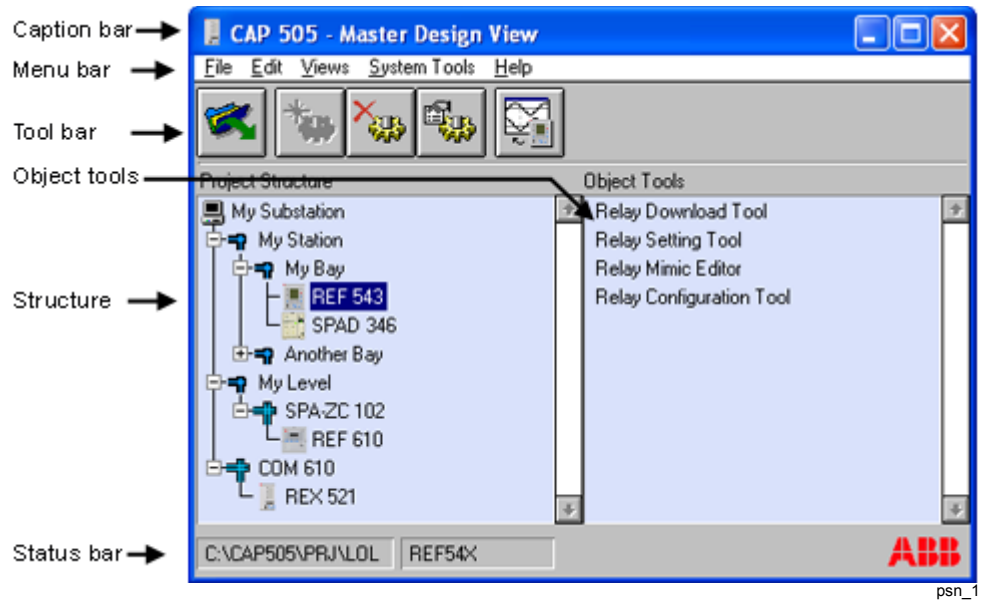 Caption bar
CAP 505 - Master Design View
Menu bar
File Edit Views System Tools Help
Tool bar
Object tools
Project Structure
Object Tools
My Substation
My Station
My Bay
REF 543
SPAD 346
Another Bay
My Level
SPA-ZC 102
REF 610
COM 610
REX 521
Relay Download Tool
Relay Setting Tool
Relay Mimic Editor
Relay Configuration Tool
Structure
Status bar
C:\CAP505\PRJ\LOL
REF54X
ABB
psn_1